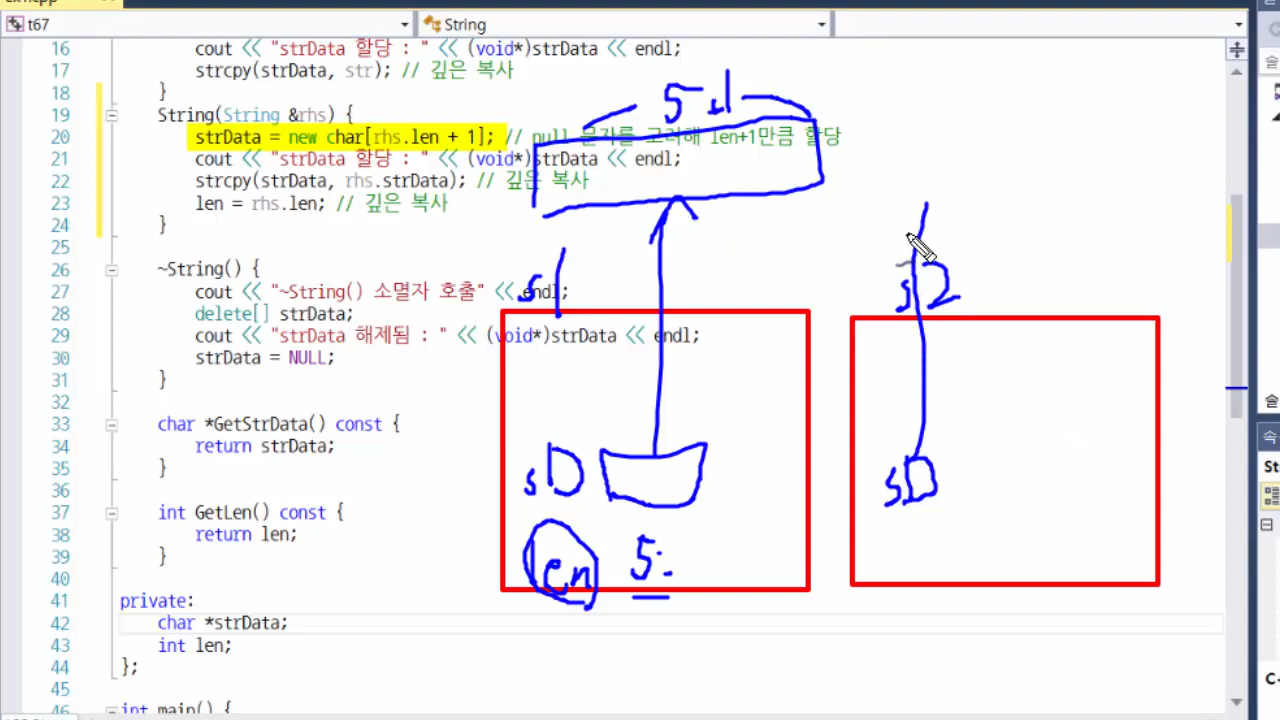 t67 String
16 cout << "strData 할당 : " << (void*)strData << endl;
17 strcpy(strData, str); // 깊은 복사
18 }
19 String(String &rhs) {
20 strData = new char[rhs.len + 1]; // null 문자를 고려해 len+1만큼 할당
21 cout << "strData 할당 : " << (void*)strData << endl;
22 strcpy(strData, rhs.strData); // 깊은 복사
23 len = rhs.len; // 깊은 복사
24 }
25
26 ~String() {
27 cout << "~String() 소멸자 호출" << endl;
28 delete[] strData;
29 cout << "strData 해제됨 : " << (void*)strData << endl;
30 strData = NULL;
31 }
32
33 char *GetStrData() const {
34 return strData;
35 }
36
37 int GetLen() const {
38 return len;
39 }
40
41 private:
42 char *strData;
43 int len;
44 };
45
46 int main() {
s1
s2
sD
sD
len 5
솔
솔
속
St
C-